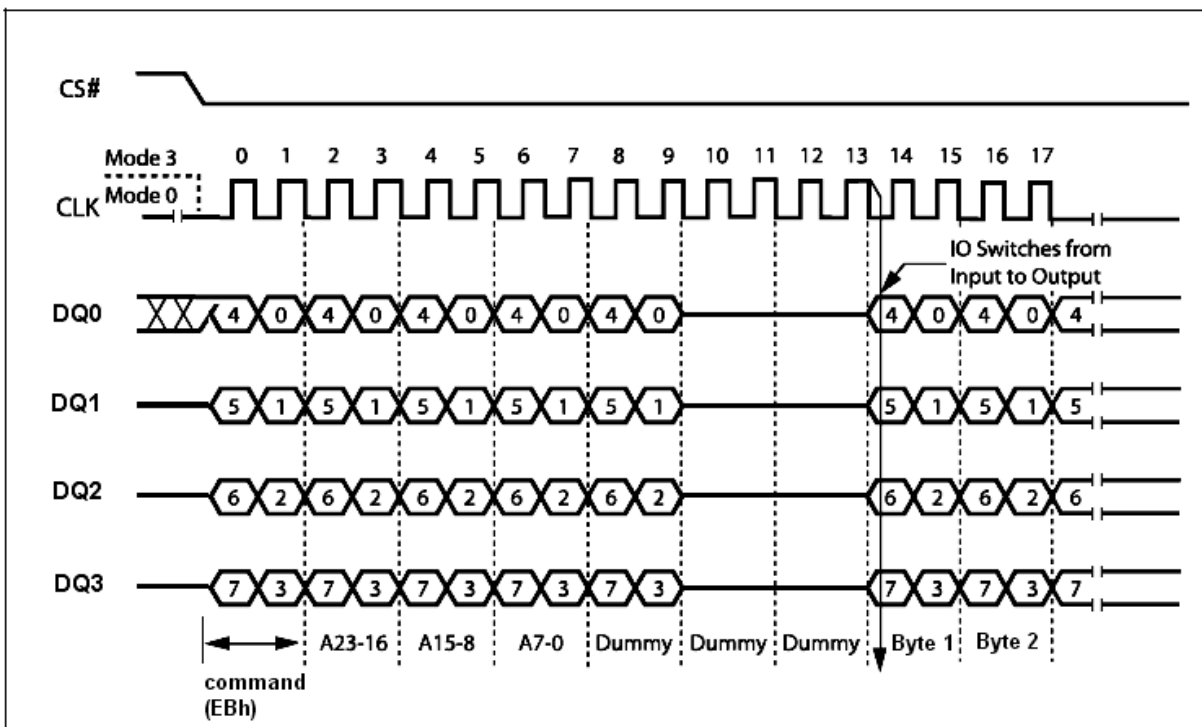 CS#
Mode 3
0 1 2 3 4 5 6 7 8 9 10 11 12 13 14 15 16 17
Mode 0
CLK
IO Switches from
Input to Output
DQ0 4 0 4 0 4 0 4 0 4 0 4 0 4 0 4
DQ1 5 1 5 1 5 1 5 1 5 1 5 1 5 1 5
DQ2 6 2 6 2 6 2 6 2 6 2 6 2 6 2 6
DQ3 7 3 7 3 7 3 7 3 7 3 7 3 7 3 7
A23-16 A15-8 A7-0 Dummy Dummy Dummy Byte 1 Byte 2
command
(EBh)